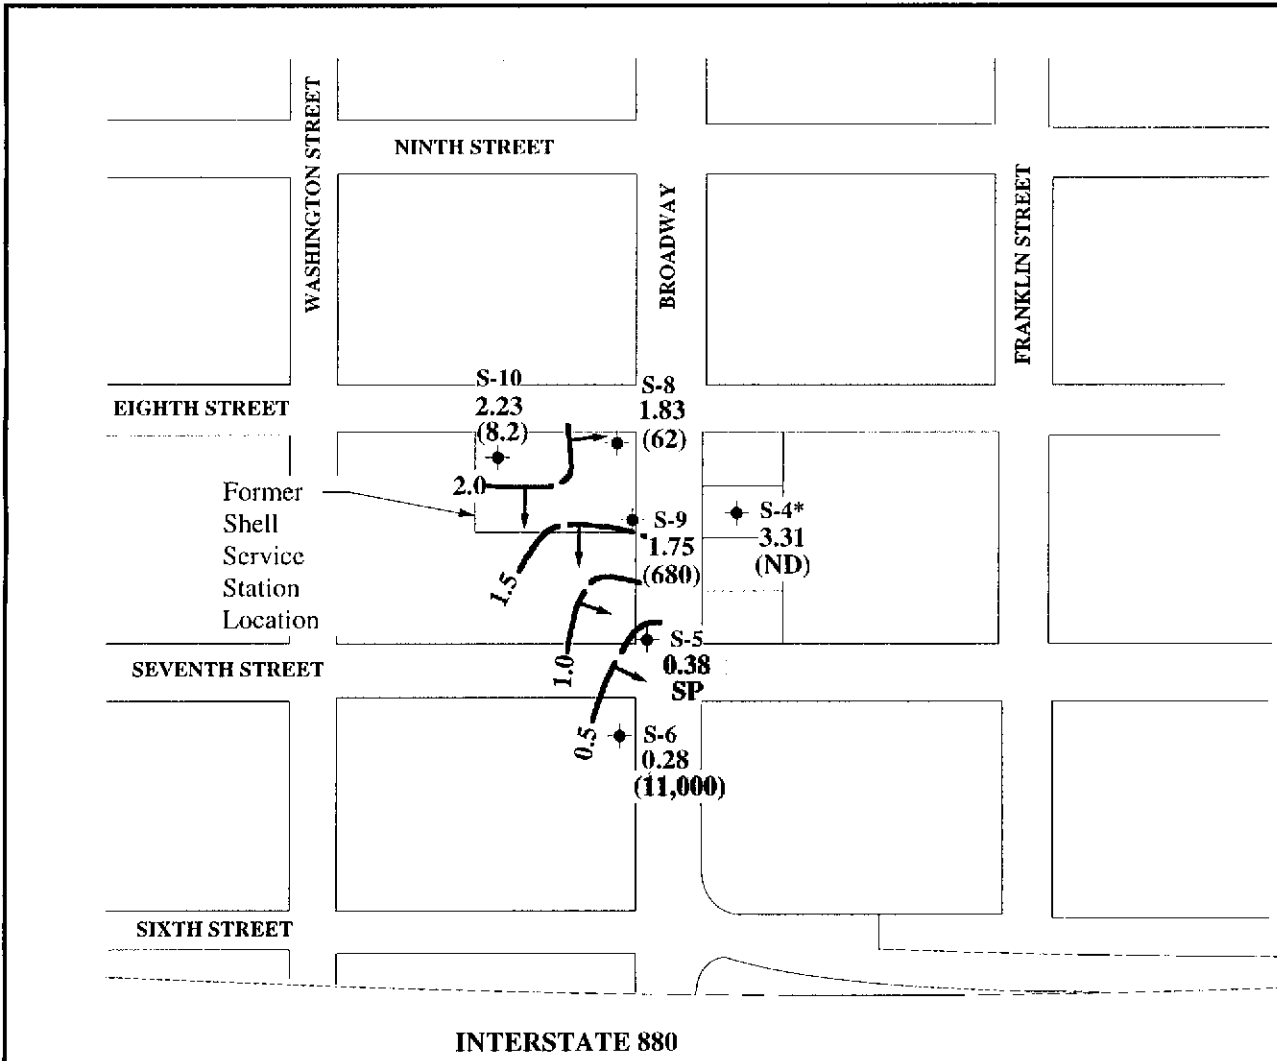 NINTH STREET
WASHINGTON STREET
BROADWAY
FRANKLIN STREET
EIGHTH STREET
S-10
2.23
(8.2)
S-8
1.83
(62)
2.0
Former
Shell
Service
Station
Location
S-9
1.75
(680)
S-4*
3.31
(ND)
1.5
1.0
S-5
0.38
SP
SEVENTH STREET
0.5
S-6
0.28
(11,000)
SIXTH STREET
INTERSTATE 880